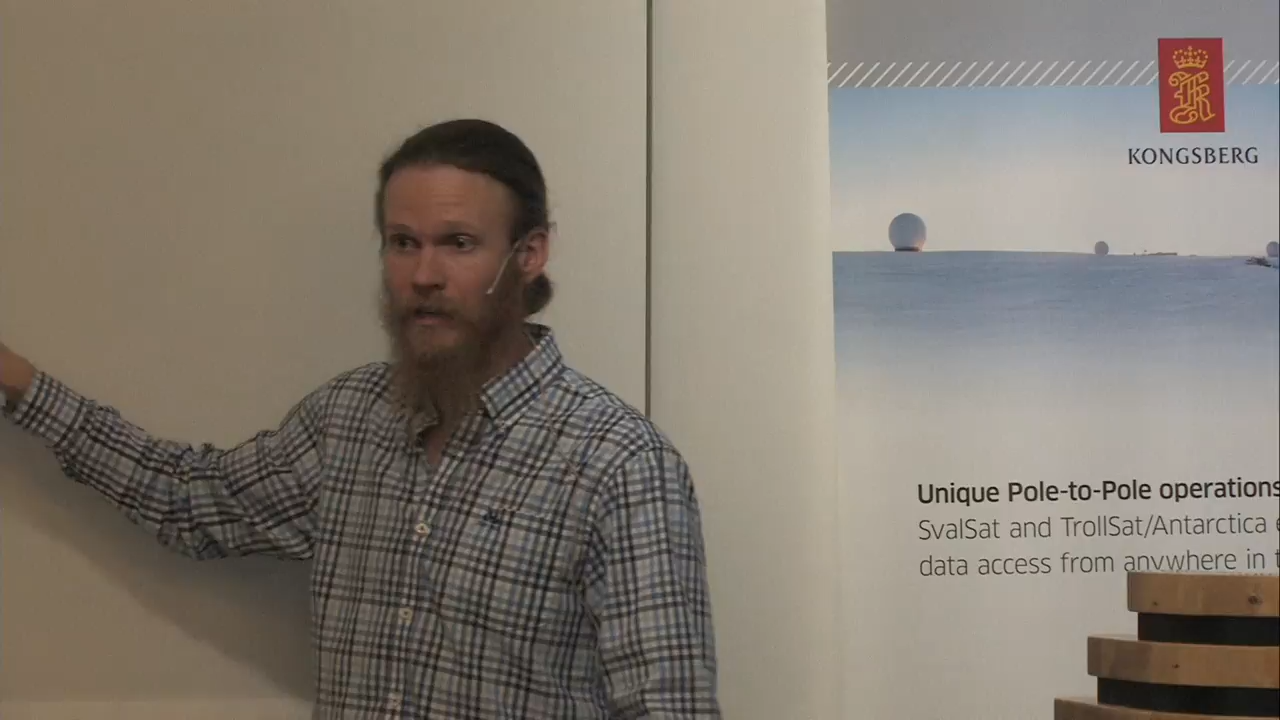 KONGSBERG
Unique Pole-to-Pole operations
SvalSat and TrollSat/Antarctica
data access from anywhere in